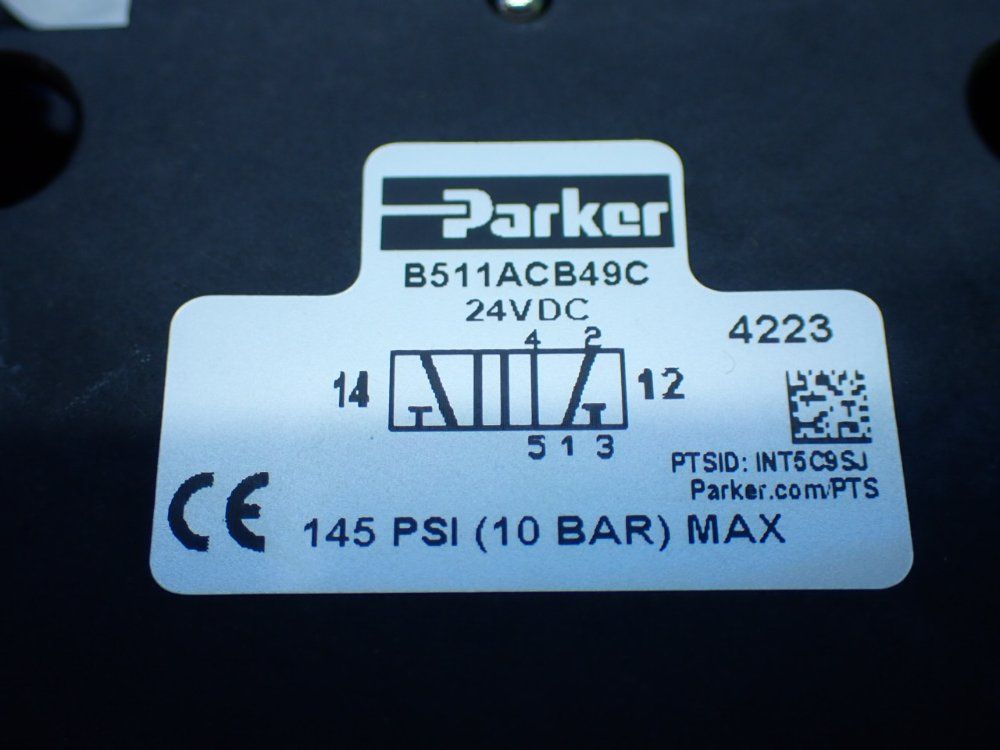 Parker
B511ACB49C
24VDC
4223
4 2
14 12
5 1 3
PTSID: INT5C9SJ
Parker.com/PTS
CE 145 PSI (10 BAR) MAX